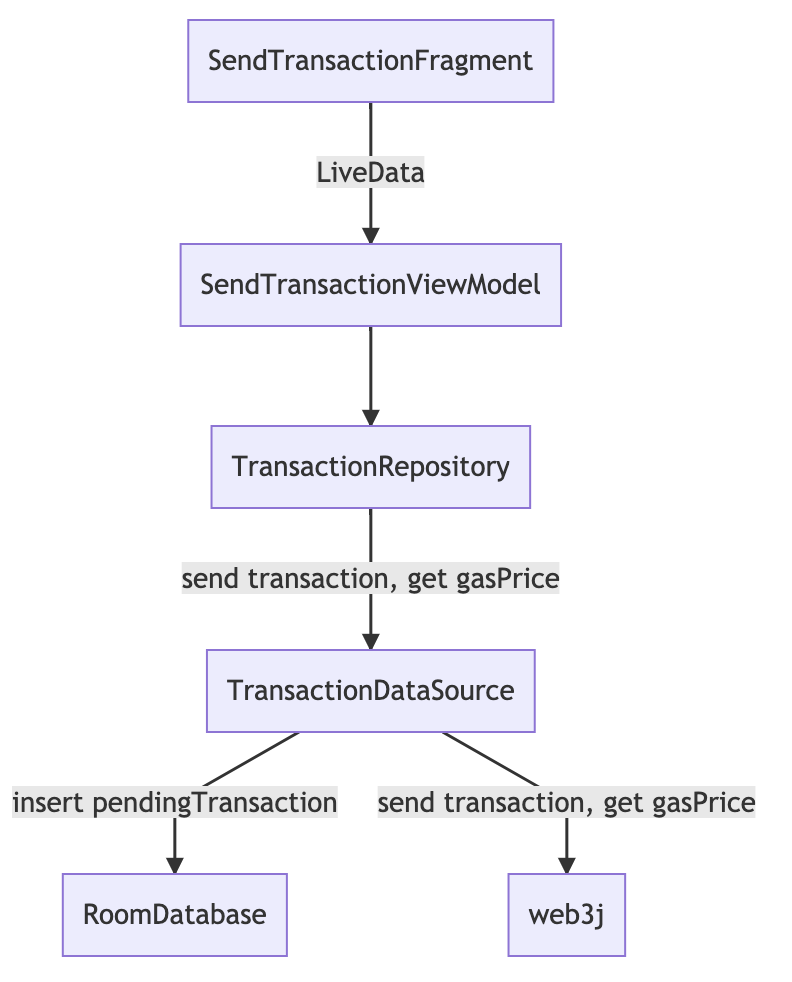 SendTransactionFragment
LiveData
SendTransactionViewModel
TransactionRepository
send transaction, get gasPrice
TransactionDataSource
insert pendingTransaction
send transaction, get gasPrice
RoomDatabase
web3j